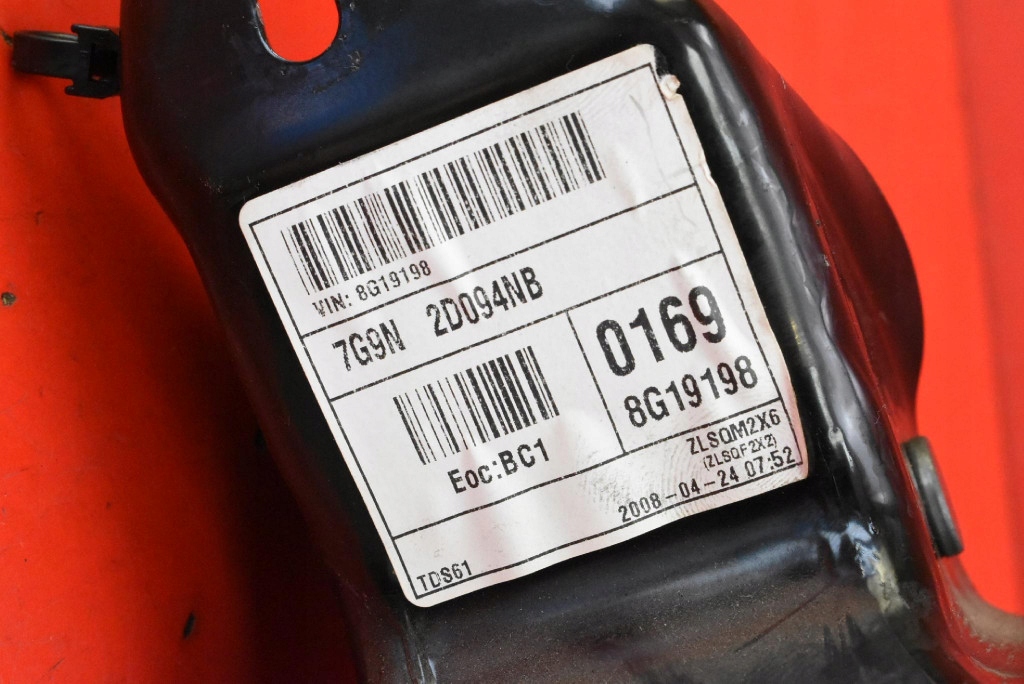 VIN: 8G19198
7G9N 2D094NB
0169
8G19198
Eoc:BC1
ZLSQM2X6
(ZLSQF2X2)
2008-04-24 07:52
TDS61